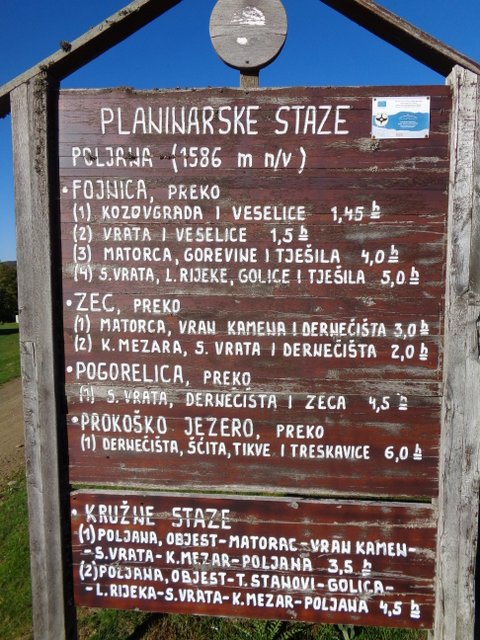 PLANINARSKE STAZE
POLJANA (1586 m n/v)
• FOJNICA, PREKO
(1) KOZOVGRADA I VESELICE 1,45 h
(2) VRATA I VESELICE 1,5 h
(3) MATORCA, GOREVINE I TJEŠILA 4,0 h
(4) S.VRATA, L.RIJEKE, GOLICE I TJEŠILA 5,0 h
• ZEC, PREKO
(1) MATORCA, VRAN KAMENA I DERNEČIŠTA 3,0 h
(2) K.MEZARA, S.VRATA I DERNEČIŠTA 2,0 h
• POGORELICA, PREKO
(1) S.VRATA, DERNEČIŠTA I ZECA 4,5 h
• PROKOŠKO JEZERO, PREKO
(1) DERNEČIŠTA, ŠĆITA, TIKVE I TRESKAVICE 6,0 h
• KRUŽNE STAZE
(1) POLJANA, OBJEST-MATORAC-VRAN KAMEN-
-S.VRATA-K.MEZAR-POLJANA 3,5 h
(2) POLJANA, OBJEST-T.STANOVI-GOLICA-
-L.RIJEKA-S.VRATA-K.MEZAR-POLJANA 4,5 h